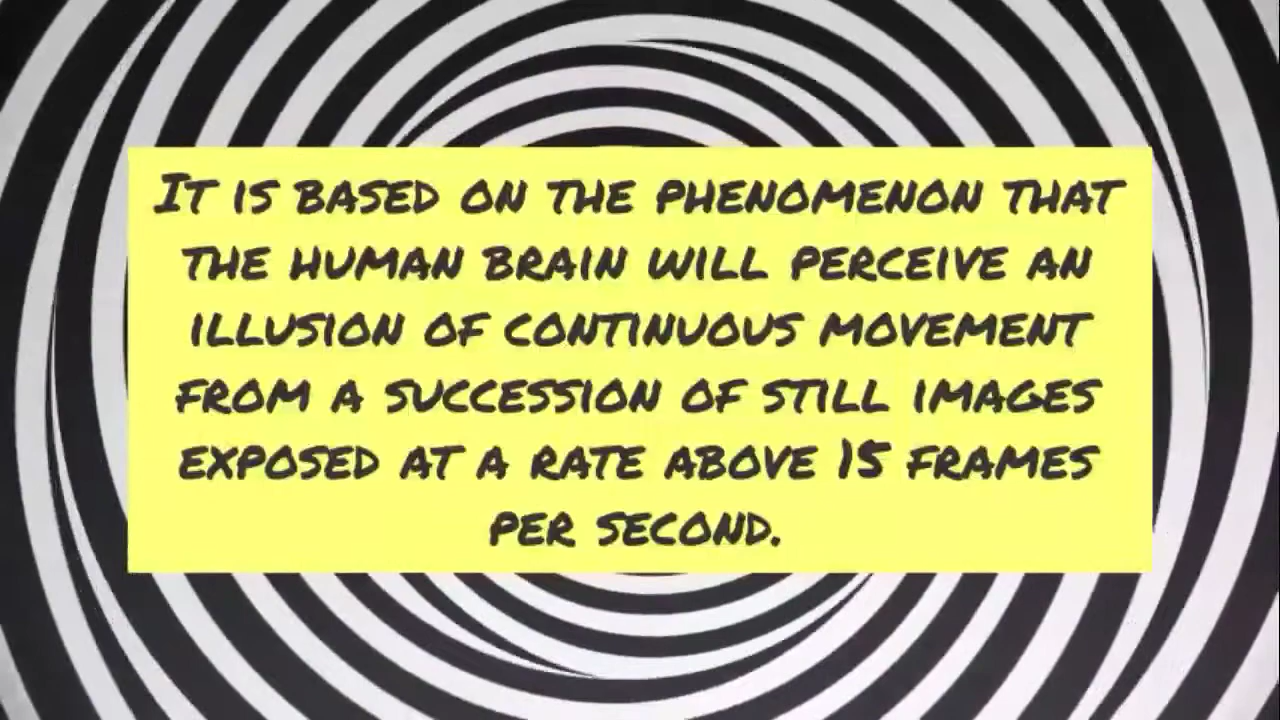 It is based on the phenomenon that
the human brain will perceive an
illusion of continuous movement
from a succession of still images
exposed at a rate above 15 frames
per second.